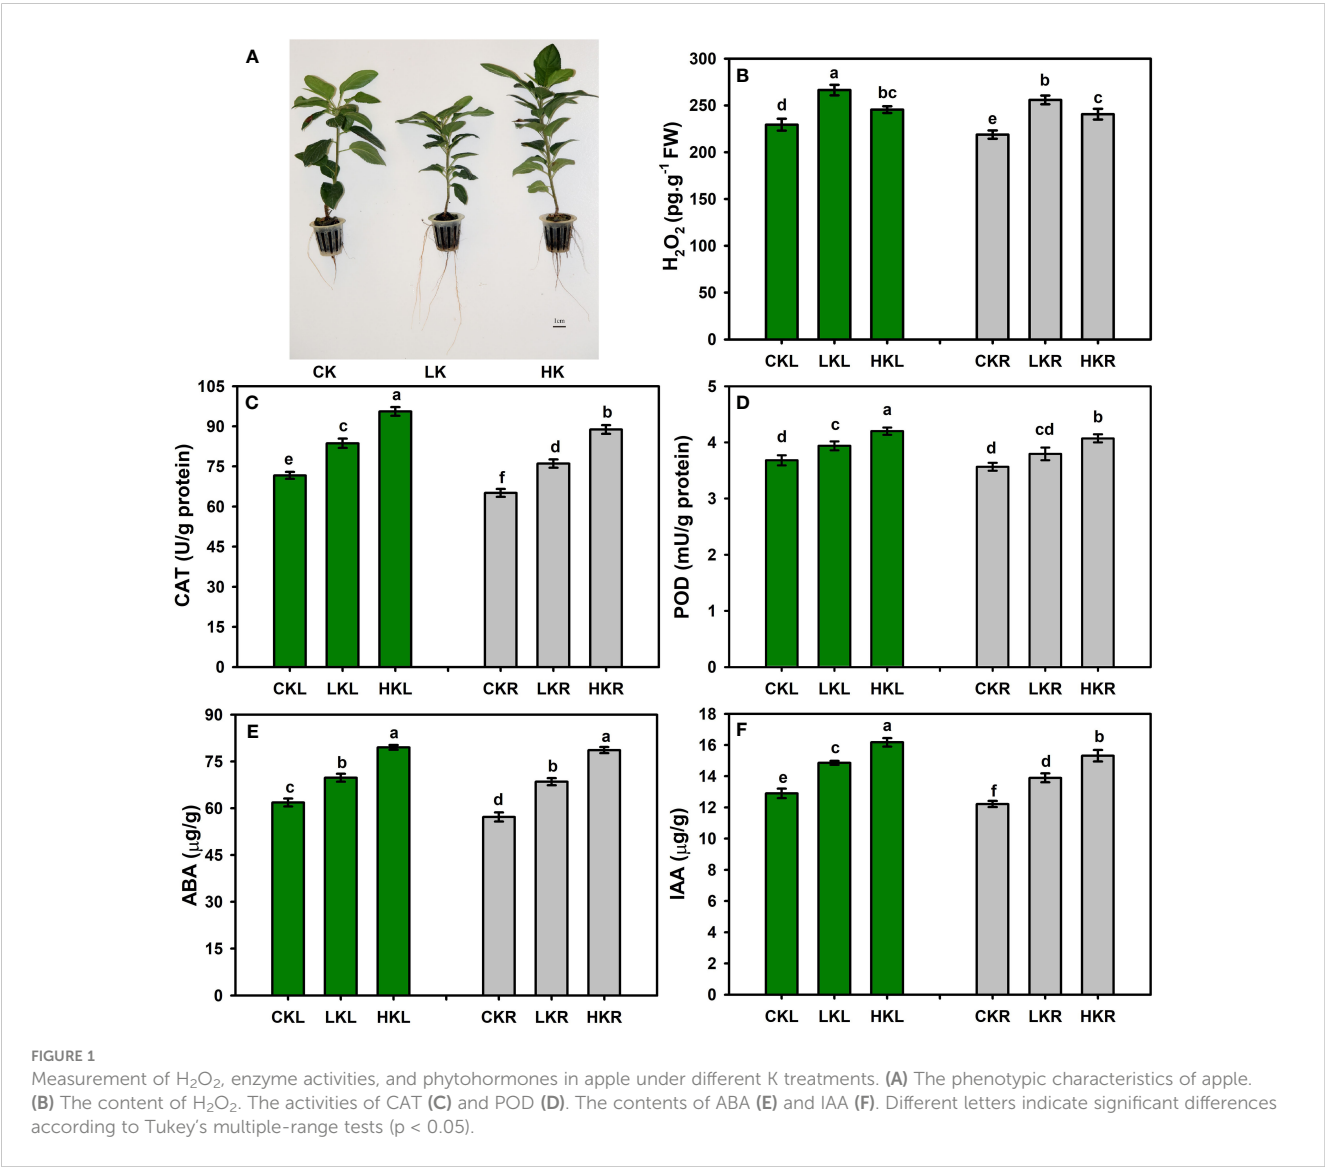 A
1cm
CK LK HK
B
H2O2 (pg.g-1 FW)
300
250
200
150
100
50
0
d a bc e b c
CKL LKL HKL CKR LKR HKR
C
CAT (U/g protein)
105
90
75
60
45
30
15
0
e c a f d b
CKL LKL HKL CKR LKR HKR
D
POD (mU/g protein)
5
4
3
2
1
0
d c a d cd b
CKL LKL HKL CKR LKR HKR
E
ABA (μg/g)
90
75
60
45
30
15
0
c b a d b a
CKL LKL HKL CKR LKR HKR
F
IAA (μg/g)
18
16
14
12
10
8
6
4
2
0
e c a f d b
CKL LKL HKL CKR LKR HKR
FIGURE 1
Measurement of H2O2, enzyme activities, and phytohormones in apple under different K treatments. (A) The phenotypic characteristics of apple.
(B) The content of H2O2. The activities of CAT (C) and POD (D). The contents of ABA (E) and IAA (F). Different letters indicate significant differences
according to Tukey's multiple-range tests (p < 0.05).